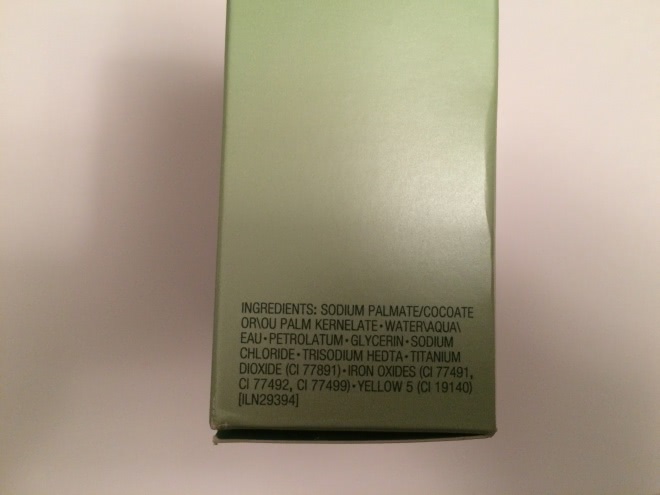 INGREDIENTS: SODIUM PALMATE/COCOATE
OR\OU PALM KERNELATE•WATER\AQUA\
EAU•PETROLATUM•GLYCERIN•SODIUM
CHLORIDE•TRISODIUM HEDTA•TITANIUM
DIOXIDE (CI 77891)•IRON OXIDES (CI 77491,
CI 77492, CI 77499)•YELLOW 5 (CI 19140)
[ILN29394]